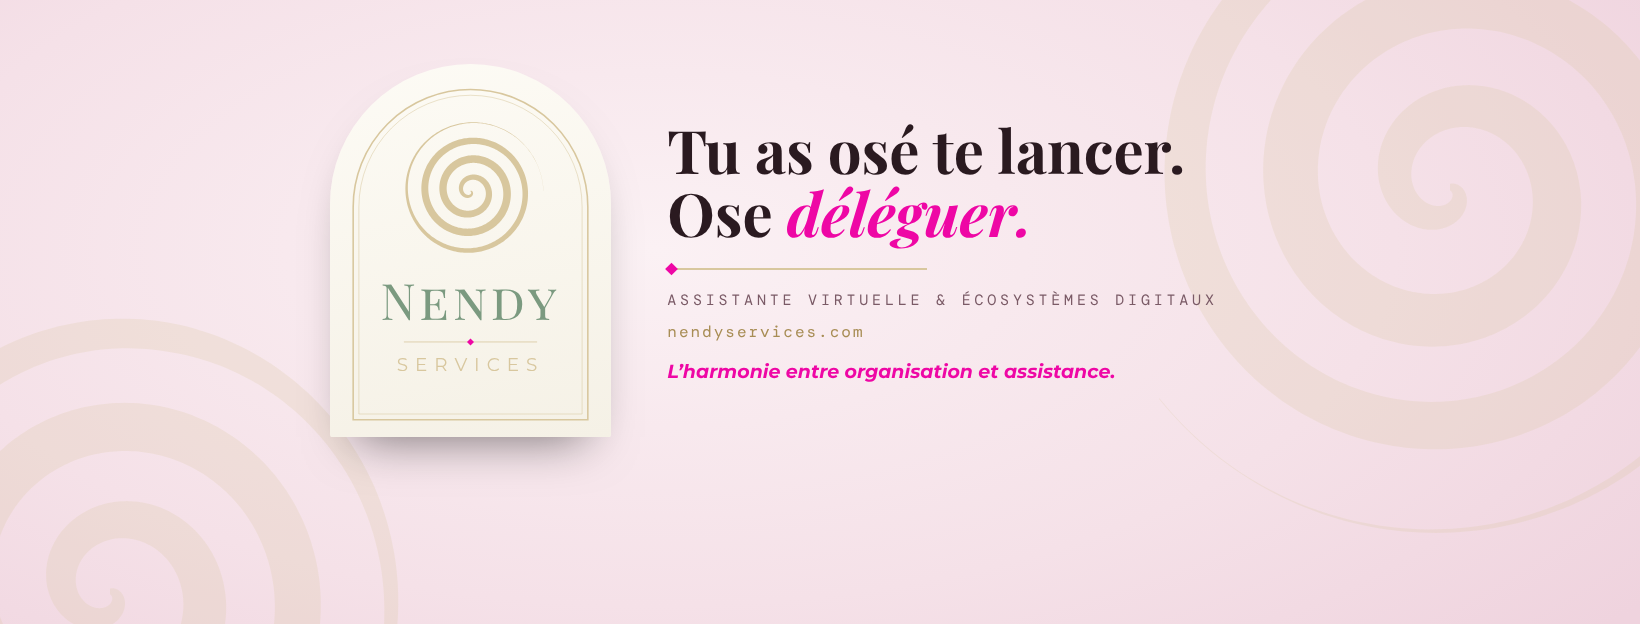 NENDY
SERVICES
Tu as osé te lancer.
Ose déléguer.
ASSISTANTE VIRTUELLE & ÉCOSYSTÈMES DIGITAUX
nendyservices.com
L’harmonie entre organisation et assistance.